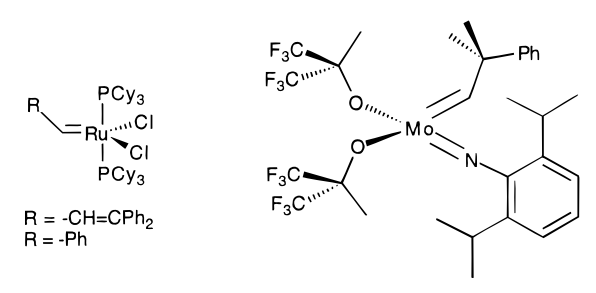 R
PCy₃
Ru
Cl
Cl
PCy₃
R = -CH=CPh₂
R = -Ph
F₃C
F₃C
O
Ph
Mo
O
N
F₃C
F₃C